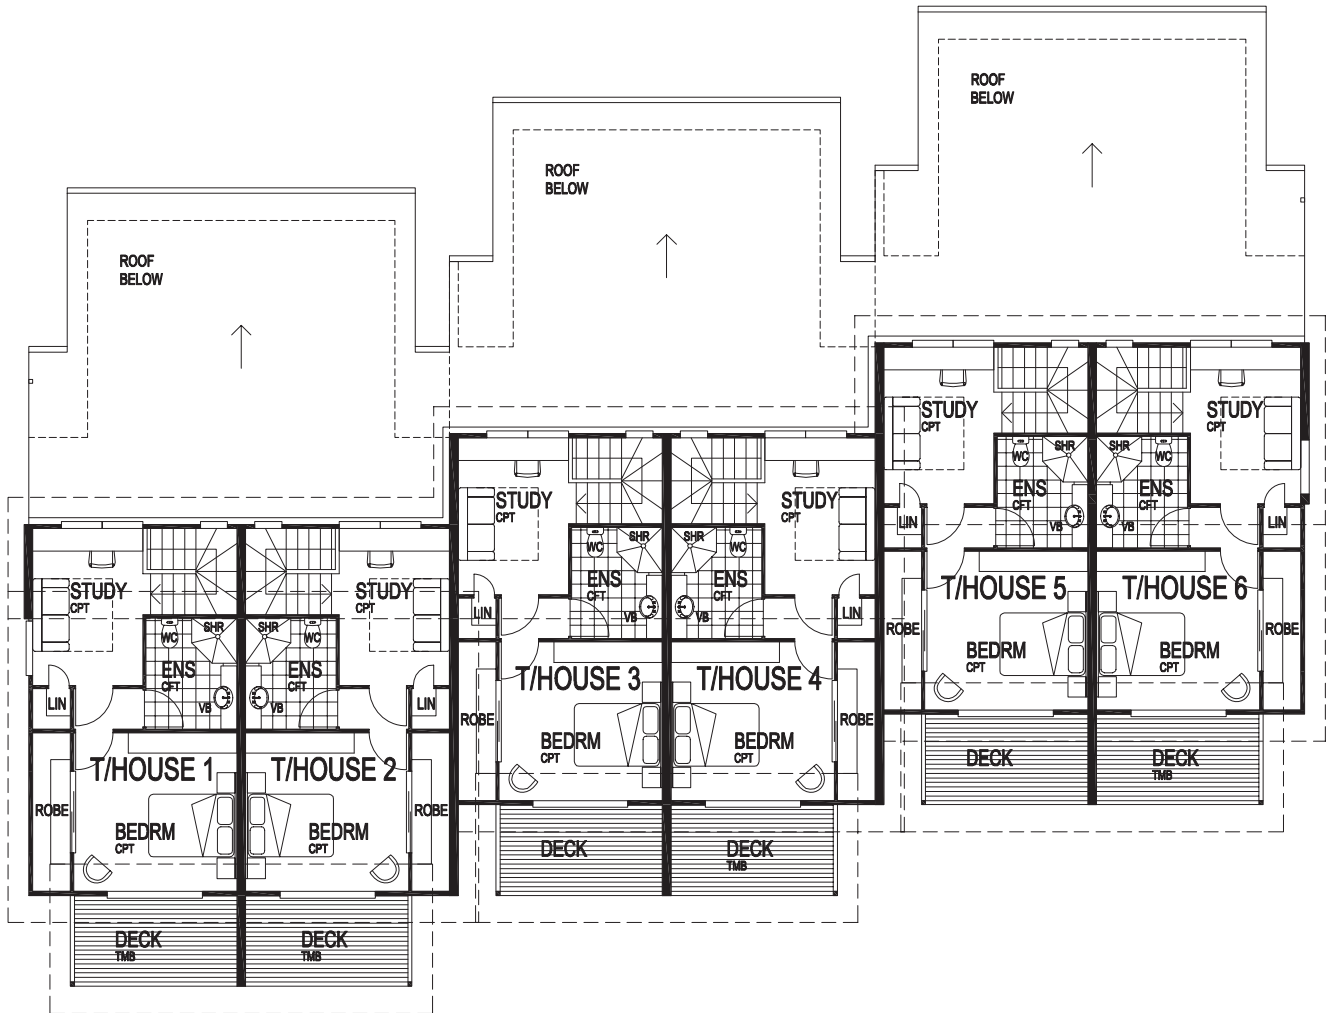 ROOF
BELOW
ROOF
BELOW
ROOF
BELOW
STUDY
CPT
WC
SHR
ENS
CFT
VB
LIN
T/HOUSE 1
ROBE
BEDRM
CPT
DECK
TMB
STUDY
CPT
SHR
WC
ENS
CFT
VB
LIN
T/HOUSE 2
ROBE
BEDRM
CPT
DECK
TMB
STUDY
CPT
WC
SHR
ENS
CFT
VB
LIN
T/HOUSE 3
ROBE
BEDRM
CPT
DECK
STUDY
CPT
SHR
WC
ENS
CFT
VB
LIN
T/HOUSE 4
ROBE
BEDRM
CPT
DECK
TMB
STUDY
CPT
WC
SHR
ENS
CFT
VB
LIN
T/HOUSE 5
ROBE
BEDRM
CPT
DECK
STUDY
CPT
SHR
WC
ENS
CFT
VB
LIN
T/HOUSE 6
ROBE
BEDRM
CPT
DECK
TMB